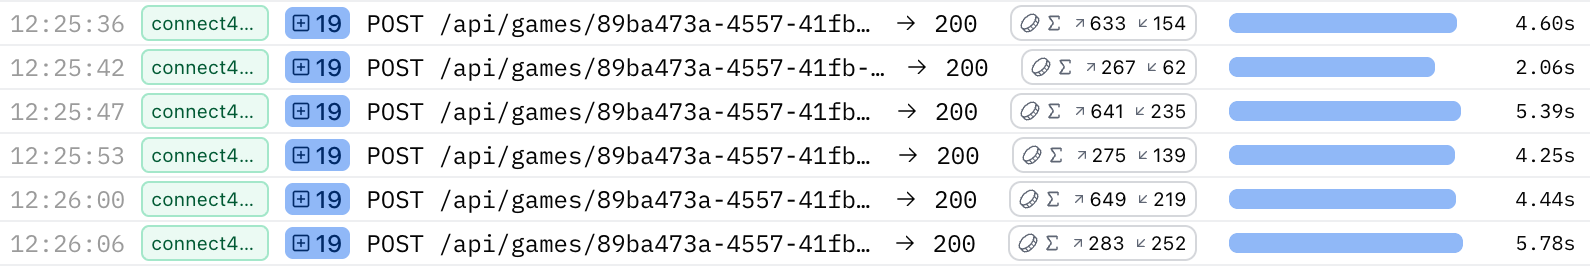 12:25:36 connect4… 19 POST /api/games/89ba473a-4557-41fb… → 200 Σ ↗633 ↙154 4.60s
12:25:42 connect4… 19 POST /api/games/89ba473a-4557-41fb-… → 200 Σ ↗267 ↙62 2.06s
12:25:47 connect4… 19 POST /api/games/89ba473a-4557-41fb… → 200 Σ ↗641 ↙235 5.39s
12:25:53 connect4… 19 POST /api/games/89ba473a-4557-41fb… → 200 Σ ↗275 ↙139 4.25s
12:26:00 connect4… 19 POST /api/games/89ba473a-4557-41fb… → 200 Σ ↗649 ↙219 4.44s
12:26:06 connect4… 19 POST /api/games/89ba473a-4557-41fb… → 200 Σ ↗283 ↙252 5.78s